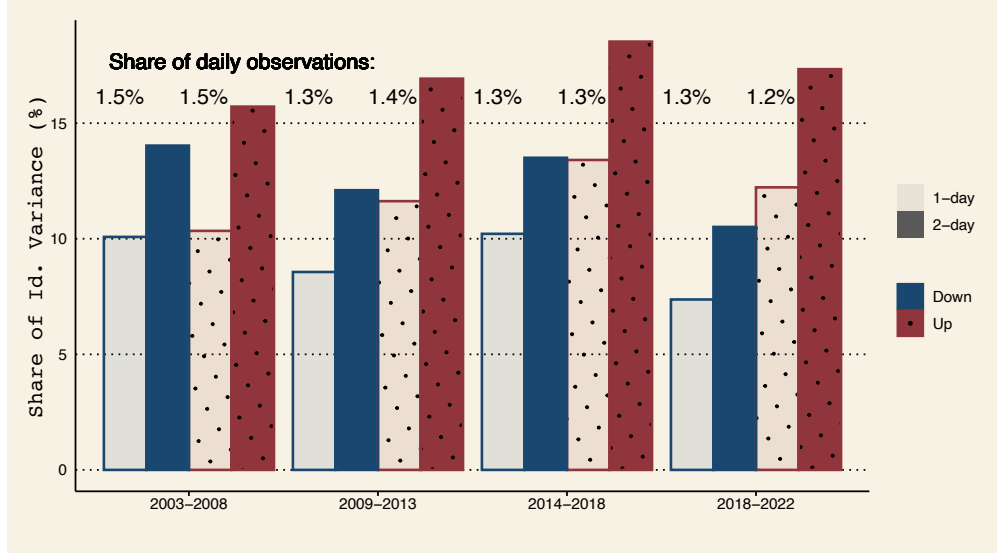 Share of daily observations:
1.5% 1.5% 1.3% 1.4% 1.3% 1.3% 1.3% 1.2%
Share of Id. Variance (%)
15
10
5
0
2003–2008 2009–2013 2014–2018 2018–2022
1–day
2–day
Down
Up